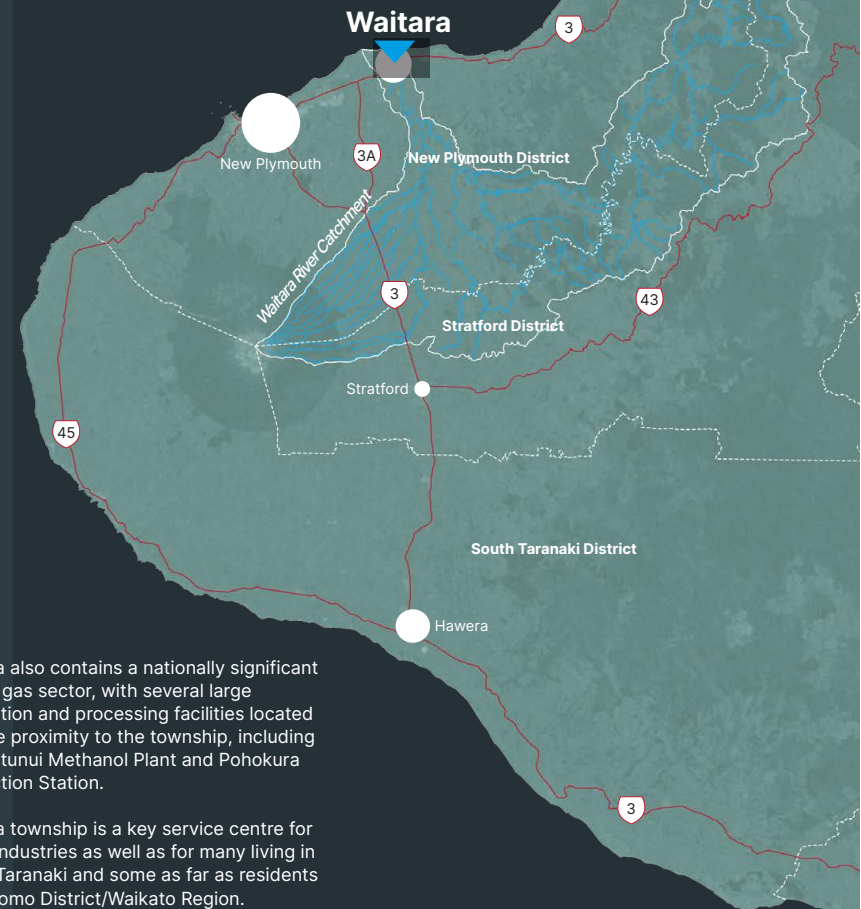 Waitara
3
New Plymouth
3A
New Plymouth District
Waitara River Catchment
3
43
Stratford District
Stratford
45
South Taranaki District
Hawera
a also contains a nationally significant
gas sector, with several large
tion and processing facilities located
e proximity to the township, including
tunui Methanol Plant and Pohokura
tion Station.
a township is a key service centre for
ndustries as well as for many living in
Taranaki and some as far as residents
omo District/Waikato Region.
3